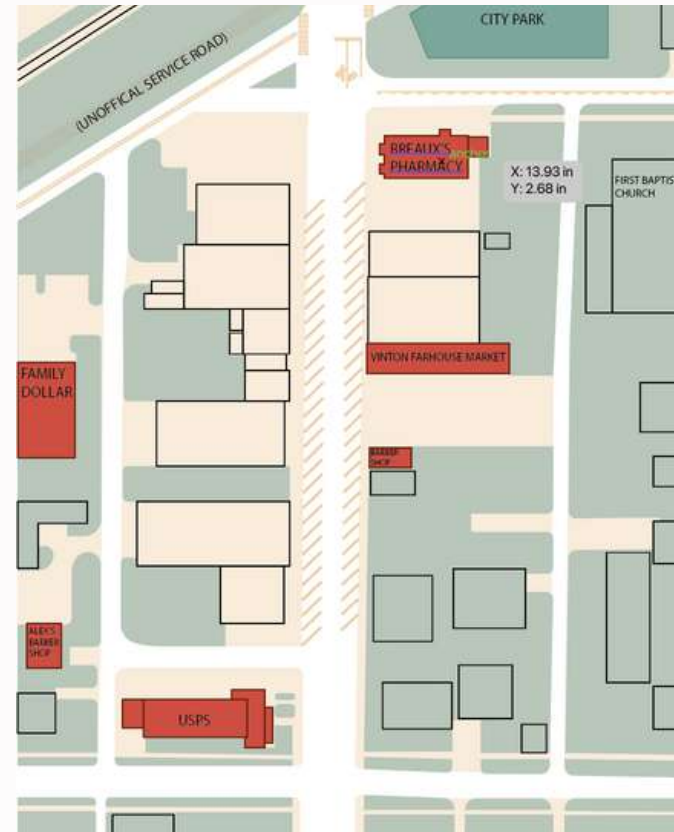 CITY PARK
(UNOFFICAL SERVICE ROAD)
BREAUX'S
PHARMACY
X: 13.93 in
Y: 2.68 in
FIRST BAPTIS
CHURCH
VINTON FARHOUSE MARKET
FAMILY
DOLLAR
BARBER
SHOP
ALEX'S
BARBER
SHOP
USPS